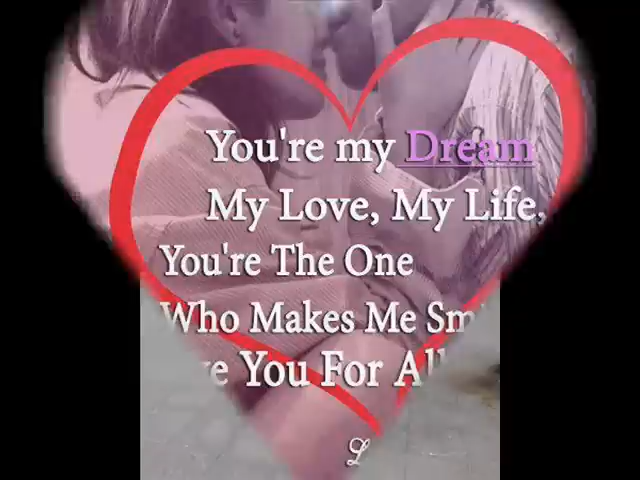 You're my Dream
My Love, My Life,
You're The One
Who Makes Me
You For
L